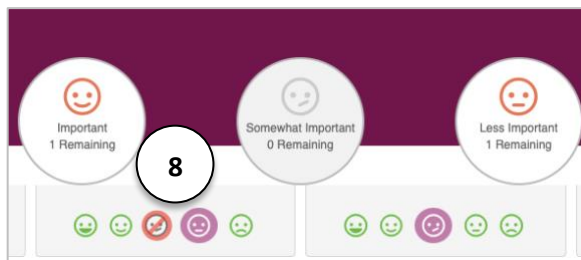 Important
1 Remaining
Somewhat Important
0 Remaining
Less Important
1 Remaining
8